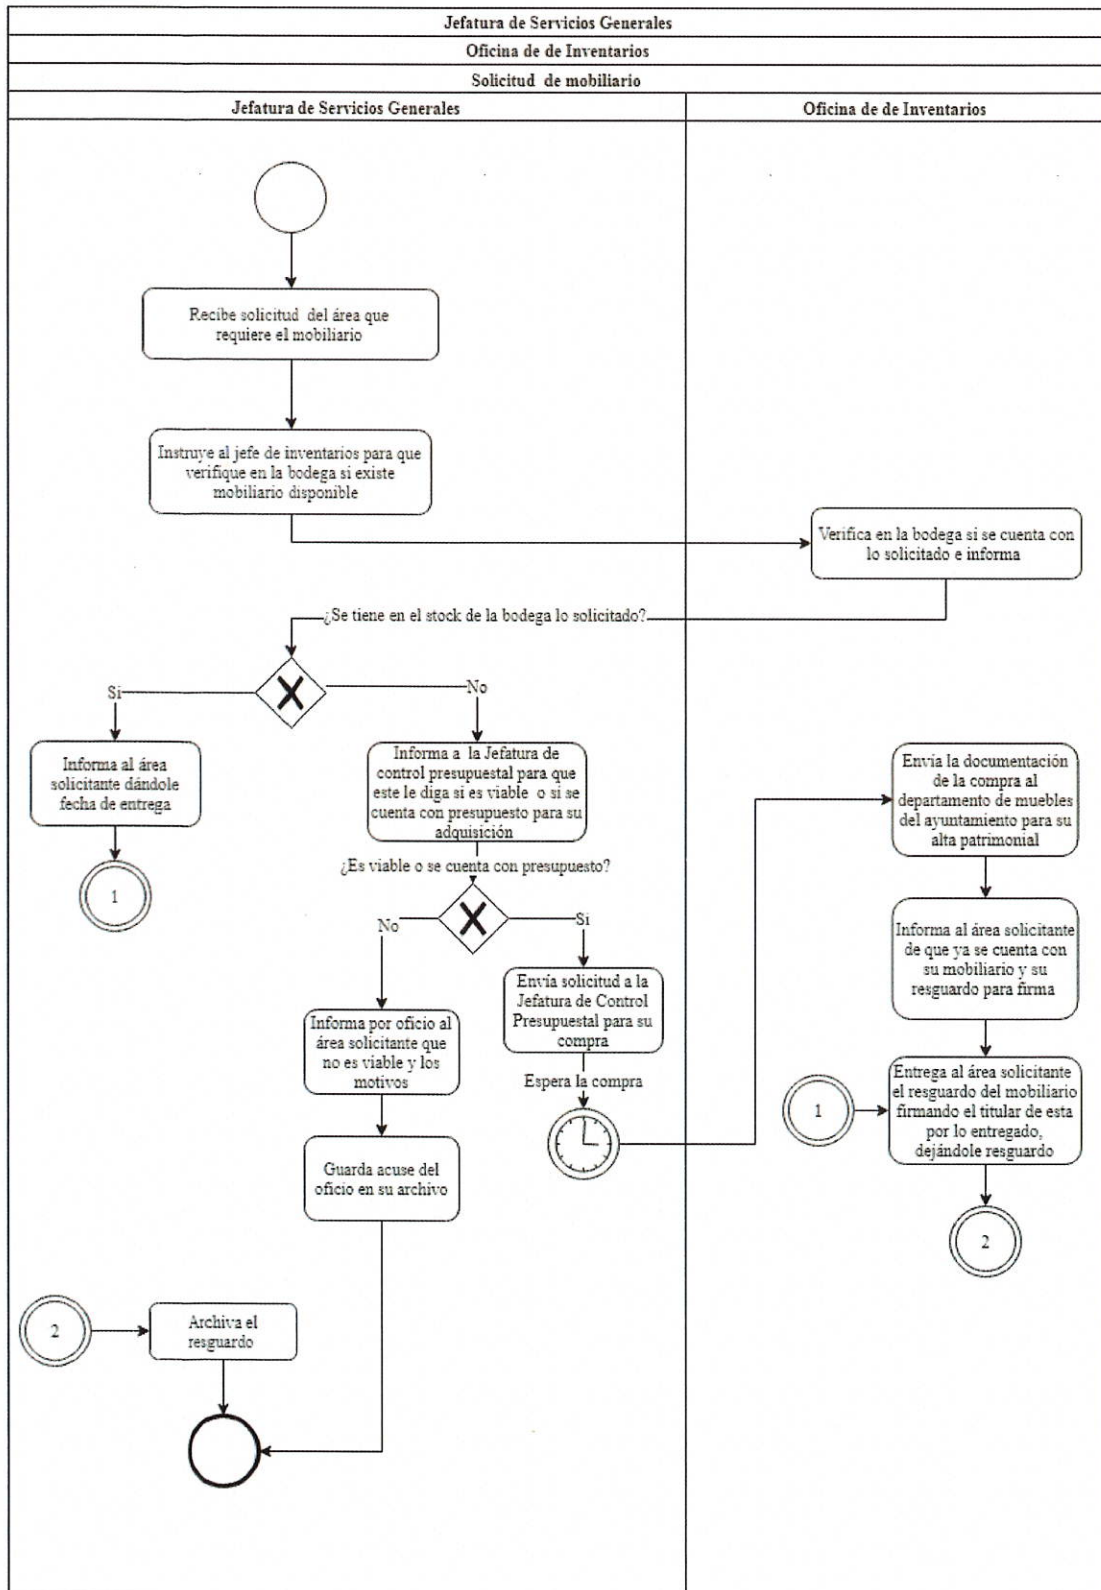 Jefatura de Servicios Generales
Oficina de de Inventarios
Solicitud de mobiliario
Jefatura de Servicios Generales
Oficina de de Inventarios
Recibe solicitud del área que
requiere el mobiliario
Instruye al jefe de inventarios para que
verifique en la bodega si existe
mobiliario disponible
Verifica en la bodega si se cuenta con
lo solicitado e informa
¿Se tiene en el stock de la bodega lo solicitado?
Si
No
Informa al área
solicitante dándole
fecha de entrega
1
Informa a la Jefatura de
control presupuestal para que
este le diga si es viable o si se
cuenta con presupuesto para su
adquisición
¿Es viable o se cuenta con presupuesto?
No
Si
Informa por oficio al
área solicitante que
no es viable y los
motivos
Guarda acuse del
oficio en su archivo
Envía solicitud a la
Jefatura de Control
Presupuestal para su
compra
Espera la compra
Envía la documentación
de la compra al
departamento de muebles
del ayuntamiento para su
alta patrimonial
Informa al área solicitante
de que ya se cuenta con
su mobiliario y su
resguardo para firma
1
Entrega al área solicitante
el resguardo del mobiliario
firmando el titular de esta
por lo entregado,
dejándole resguardo
2
2
Archiva el
resguardo